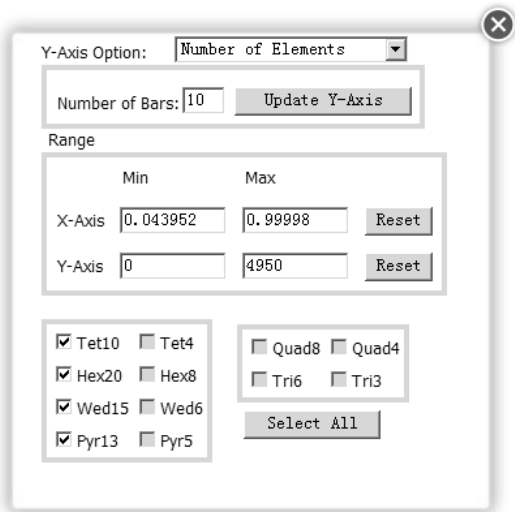 Y-Axis Option: Number of Elements
Number of Bars: 10 Update Y-Axis
Range
Min Max
X-Axis 0.043952 0.99998 Reset
Y-Axis 0 4950 Reset
Tet10 Tet4
Hex20 Hex8
Wed15 Wed6
Pyr13 Pyr5
Quad8 Quad4
Tri6 Tri3
Select All